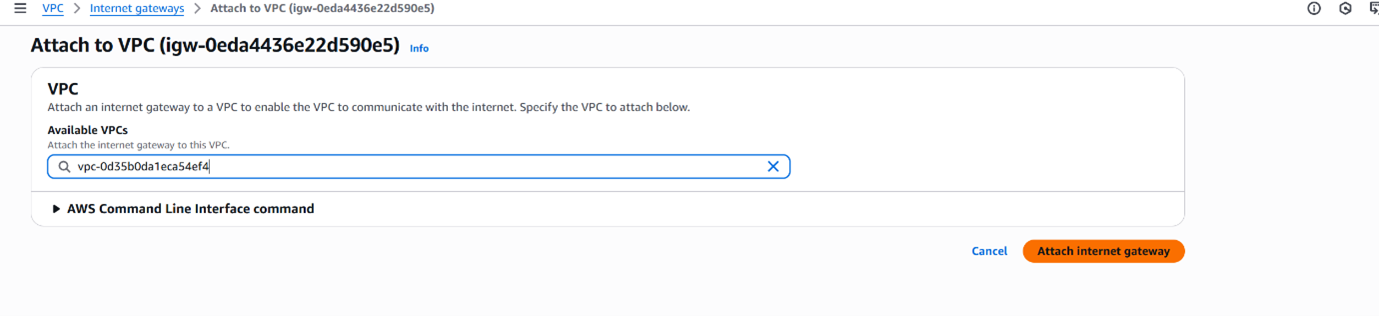 VPC > Internet gateways > Attach to VPC (igw-0eda4436e22d590e5)
Attach to VPC (igw-0eda4436e22d590e5) Info
VPC
Attach an internet gateway to a VPC to enable the VPC to communicate with the internet. Specify the VPC to attach below.
Available VPCs
Attach the internet gateway to this VPC.
vpc-0d35b0da1eca54ef4
AWS Command Line Interface command
Cancel Attach internet gateway